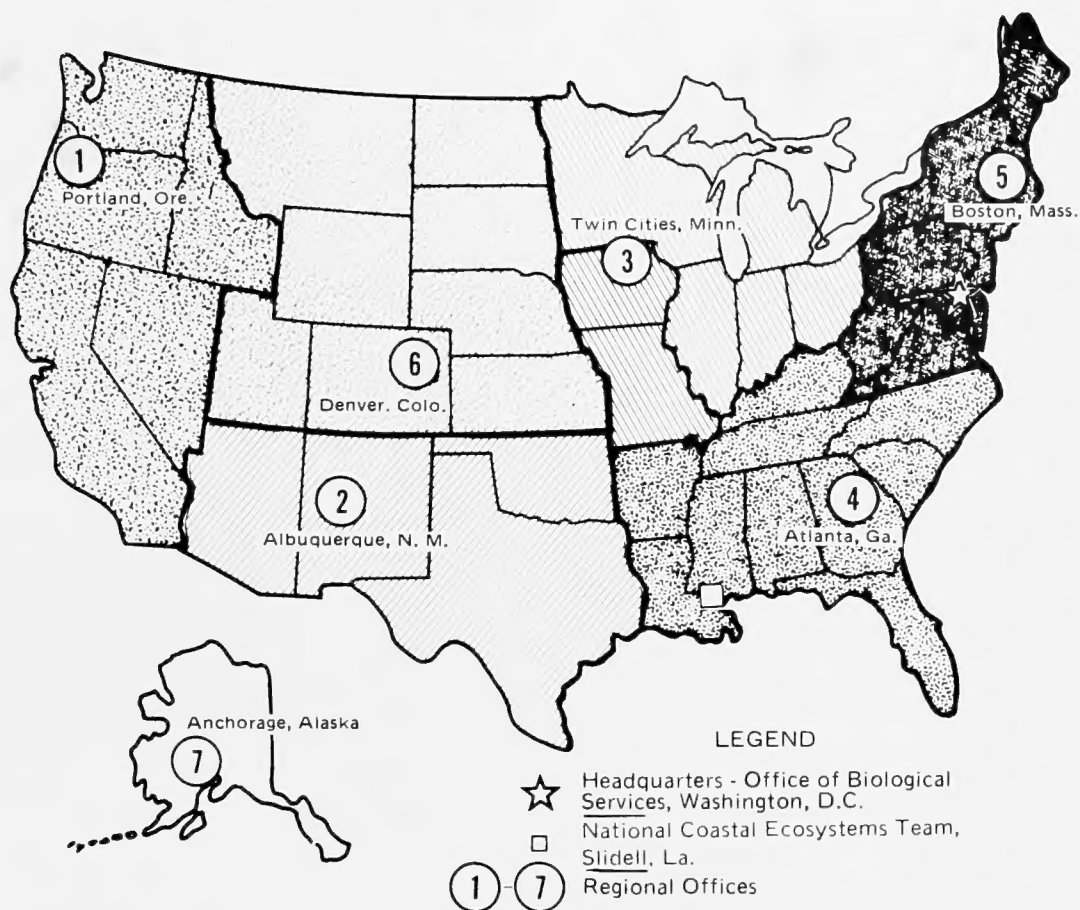 1
Portland, Ore.
5
Boston, Mass.
Twin Cities, Minn.
3
6
Denver. Colo.
2
Albuquerque, N. M.
4
Atlanta, Ga.
Anchorage, Alaska
7
LEGEND
Headquarters - Office of Biological
Services, Washington, D.C.
National Coastal Ecosystems Team,
Slidell, La.
1 - 7 Regional Offices